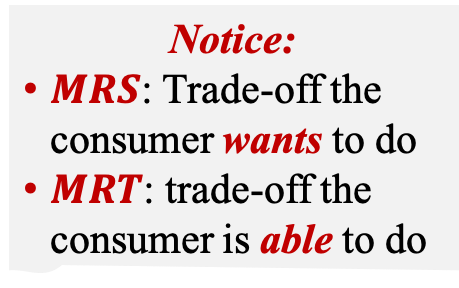 Notice:
• MRS: Trade-off the
consumer wants to do
• MRT: trade-off the
consumer is able to do